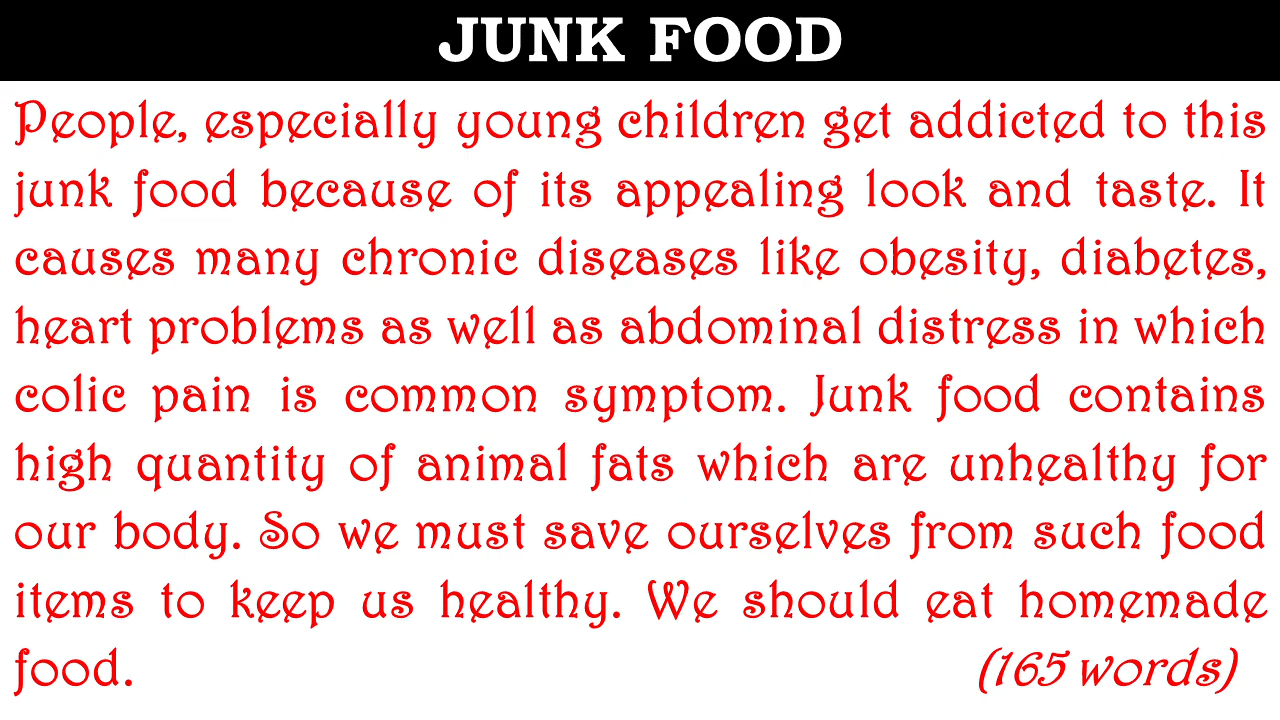 JUNK FOOD
People, especially young children get addicted to this
junk food because of its appealing look and taste. It
causes many chronic diseases like obesity, diabetes,
heart problems as well as abdominal distress in which
colic pain is common symptom. Junk food contains
high quantity of animal fats which are unhealthy for
our body. So we must save ourselves from such food
items to keep us healthy. We should eat homemade
food. (165 words)